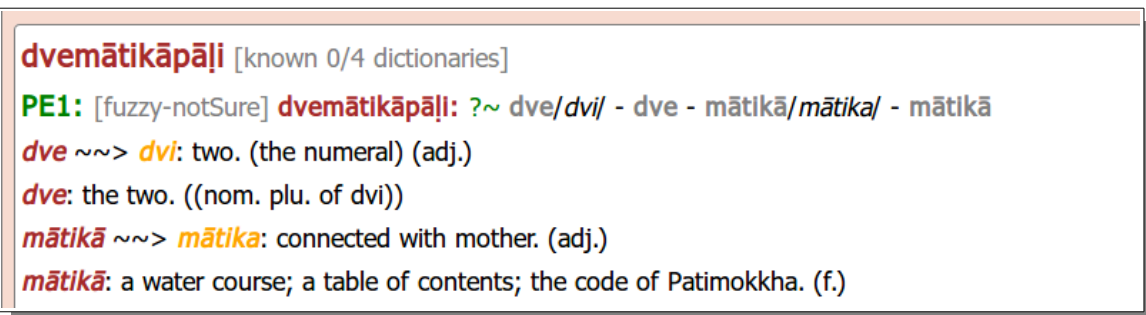 dvemātikāpāḷi [known 0/4 dictionaries]
PE1: [fuzzy-notSure] dvemātikāpāḷi: ?~ dve/dvi/ - dve - mātikā/mātika/ - mātikā
dve ~~> dvi: two. (the numeral) (adj.)
dve: the two. ((nom. plu. of dvi))
mātikā ~~> mātika: connected with mother. (adj.)
mātikā: a water course; a table of contents; the code of Patimokkha. (f.)